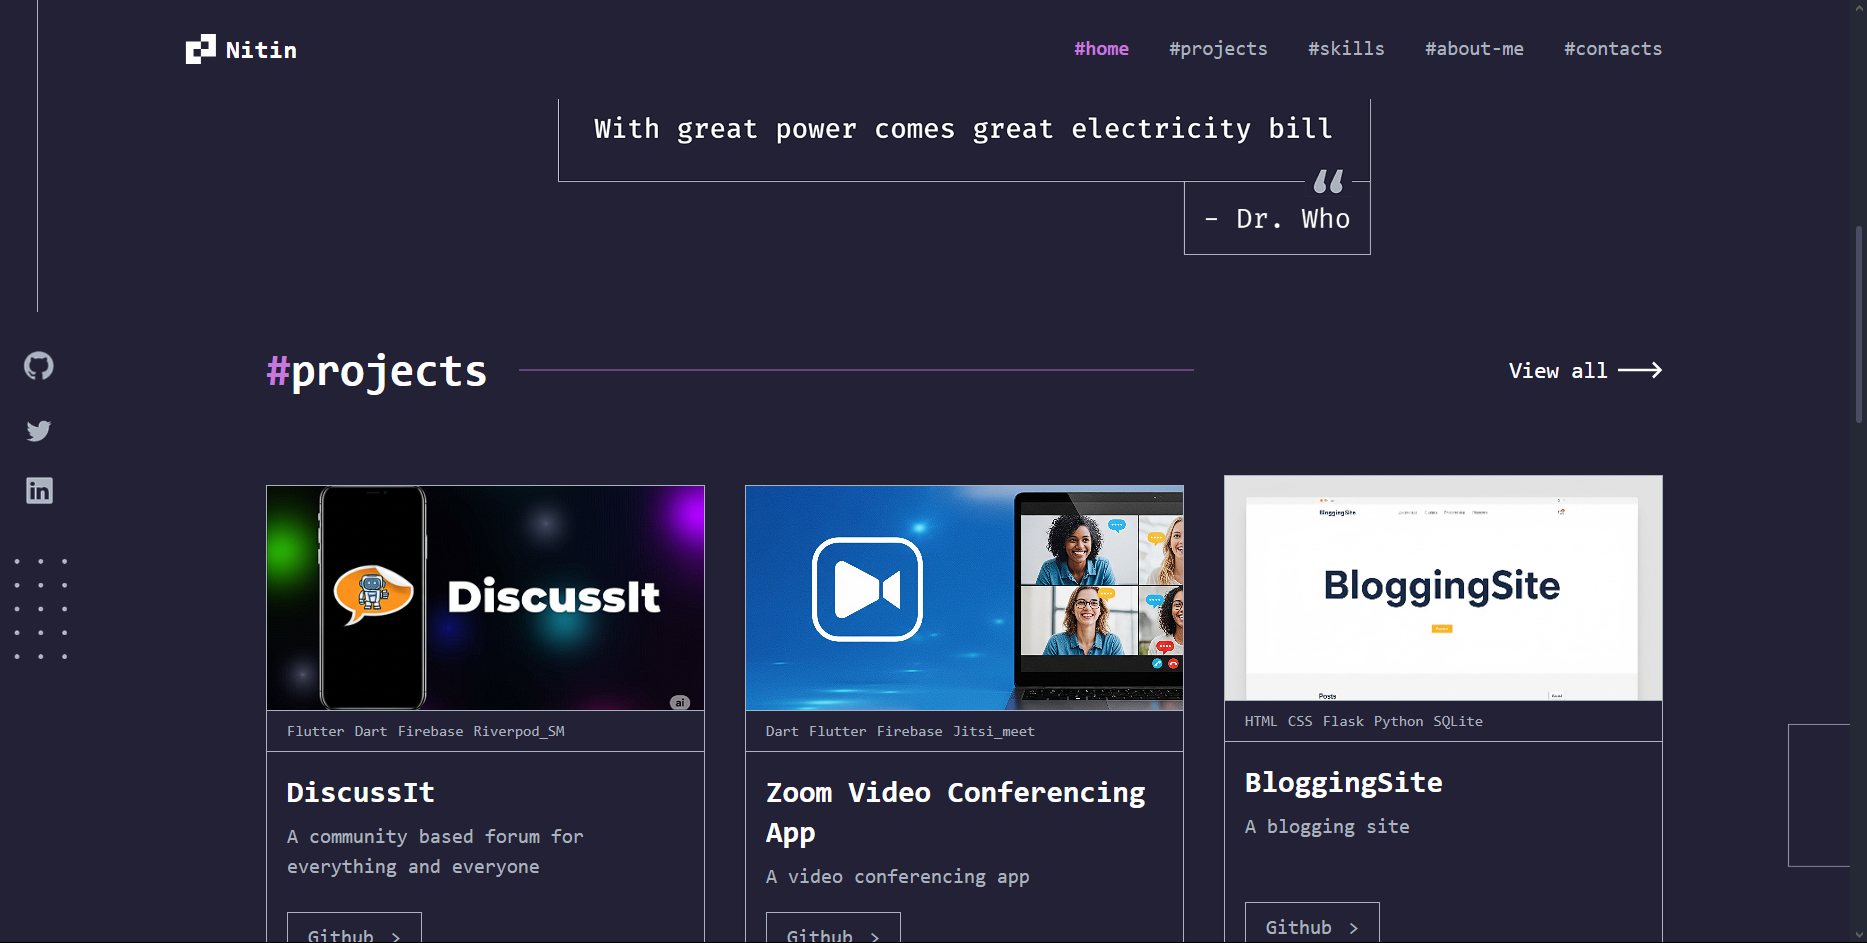 Nitin
#home #projects #skills #about-me #contacts
With great power comes great electricity bill
“
- Dr. Who
#projects
View all
DiscussIt
ai
Flutter Dart Firebase Riverpod_SM
DiscussIt
A community based forum for
everything and everyone
Github >
Dart Flutter Firebase Jitsi_meet
Zoom Video Conferencing
App
A video conferencing app
Github >
BloggingSite
BloggingSite
Posts
HTML CSS Flask Python SQLite
BloggingSite
A blogging site
Github >